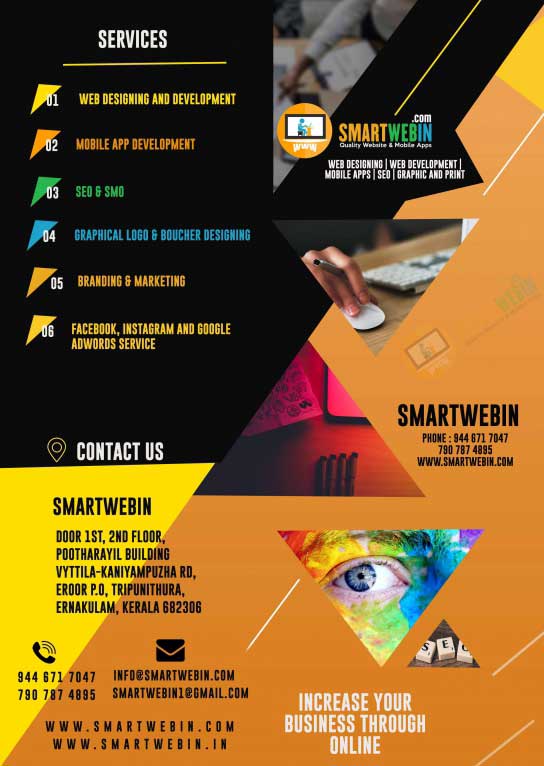 SERVICES
01 WEB DESIGNING AND DEVELOPMENT
02 MOBILE APP DEVELOPMENT
03 SEO & SMO
04 GRAPHICAL LOGO & BOUCHER DESIGNING
05 BRANDING & MARKETING
06 FACEBOOK, INSTAGRAM AND GOOGLE
ADWORDS SERVICE
www
.com
SMARTWEBIN
Quality Website & Mobile Apps
WEB DESIGNING | WEB DEVELOPMENT |
MOBILE APPS | SEO | GRAPHIC AND PRINT
SMARTWEBIN
PHONE : 944 671 7047
790 787 4895
WWW.SMARTWEBIN.COM
CONTACT US
SMARTWEBIN
DOOR 1ST, 2ND FLOOR,
POOTHARAYIL BUILDING
VYTTILA-KANIYAMPUZHA RD,
EROOR P.O, TRIPUNITHURA,
ERNAKULAM, KERALA 682306
944 671 7047
790 787 4895
INFO@SMARTWEBIN.COM
SMARTWEBIN1@GMAIL.COM
WWW.SMARTWEBIN.COM
WWW.SMARTWEBIN.IN
SEO
INCREASE YOUR
BUSINESS THROUGH
ONLINE